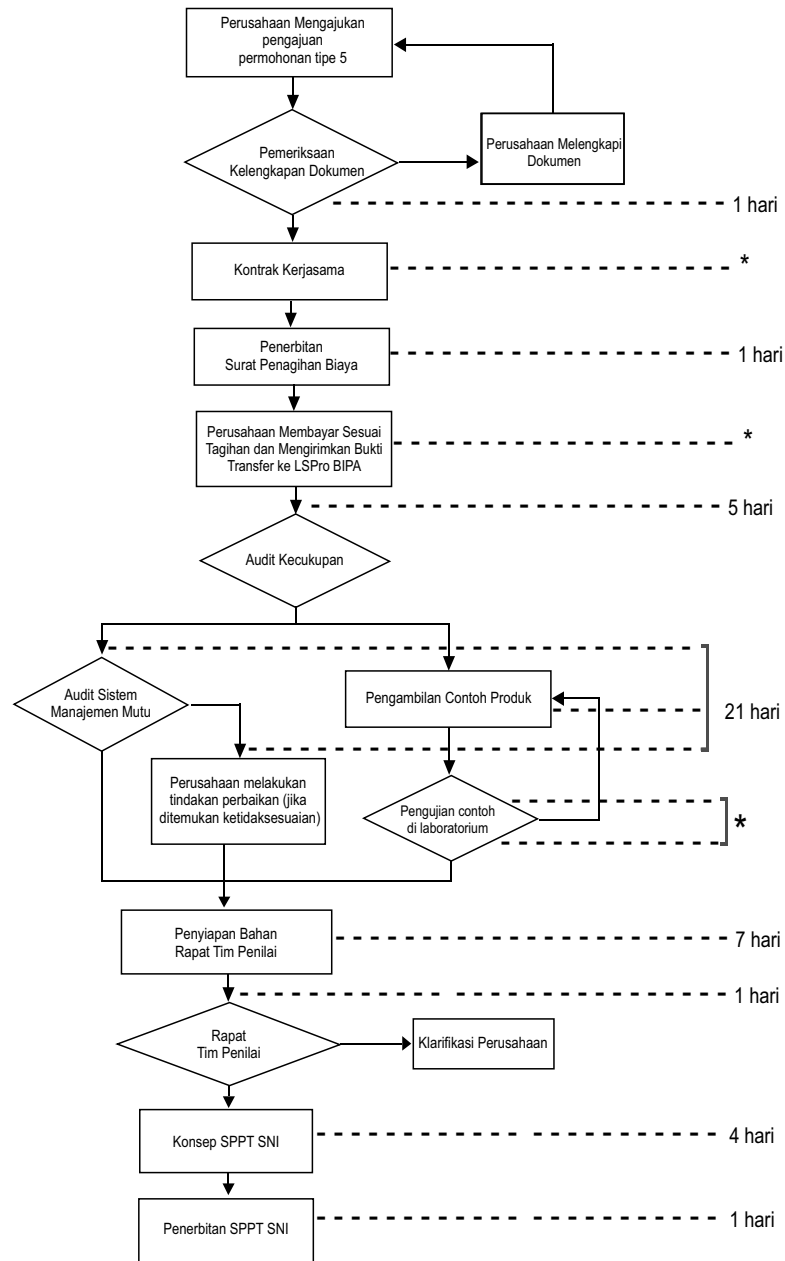 Perusahaan Mengajukan
pengajuan
permohonan tipe 5
Pemeriksaan
Kelengkapan Dokumen
Perusahaan Melengkapi
Dokumen
1 hari
Kontrak Kerjasama
*
Penerbitan
Surat Penagihan Biaya
1 hari
Perusahaan Membayar Sesuai
Tagihan dan Mengirimkan Bukti
Transfer ke LSPro BIPA
*
5 hari
Audit Kecukupan
Audit Sistem
Manajemen Mutu
Pengambilan Contoh Produk
21 hari
Perusahaan melakukan
tindakan perbaikan (jika
ditemukan ketidaksesuaian)
Pengujian contoh
di laboratorium
*
Penyiapan Bahan
Rapat Tim Penilai
7 hari
1 hari
Rapat
Tim Penilai
Klarifikasi Perusahaan
Konsep SPPT SNI
4 hari
Penerbitan SPPT SNI
1 hari